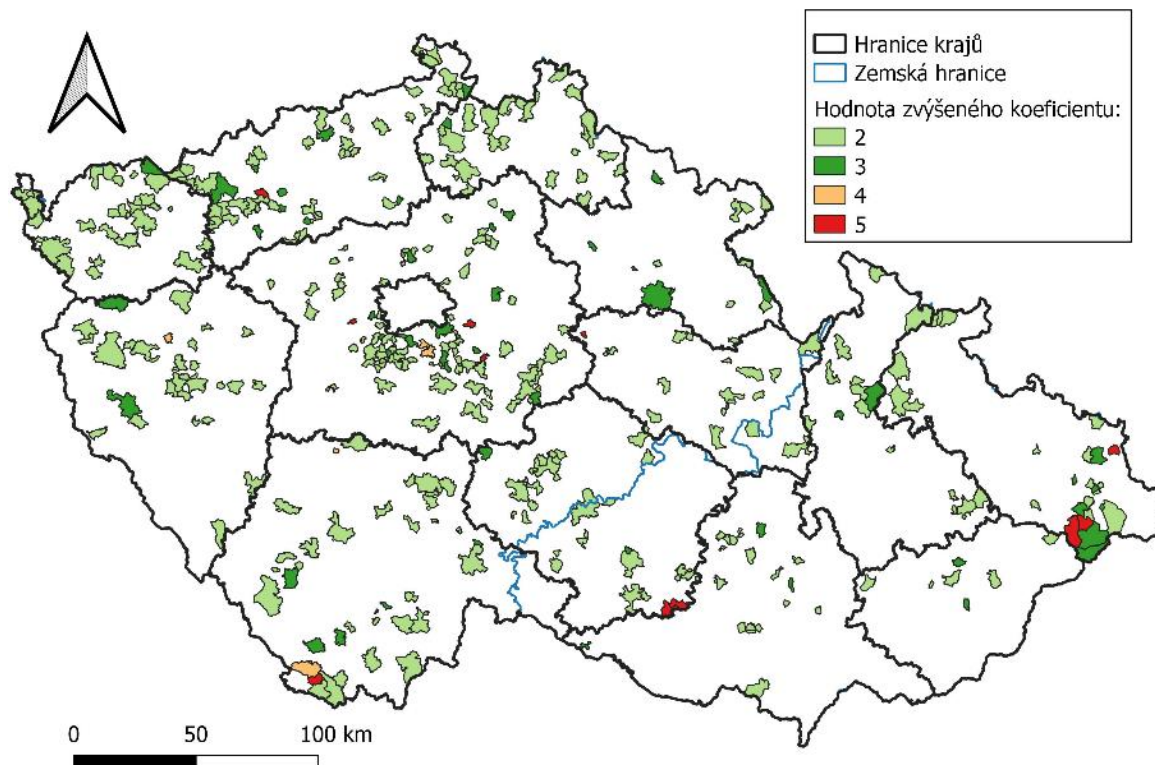 Hranice krajů
Zemská hranice
Hodnota zvýšeného koeficientu:
2
3
4
5
0 50 100 km